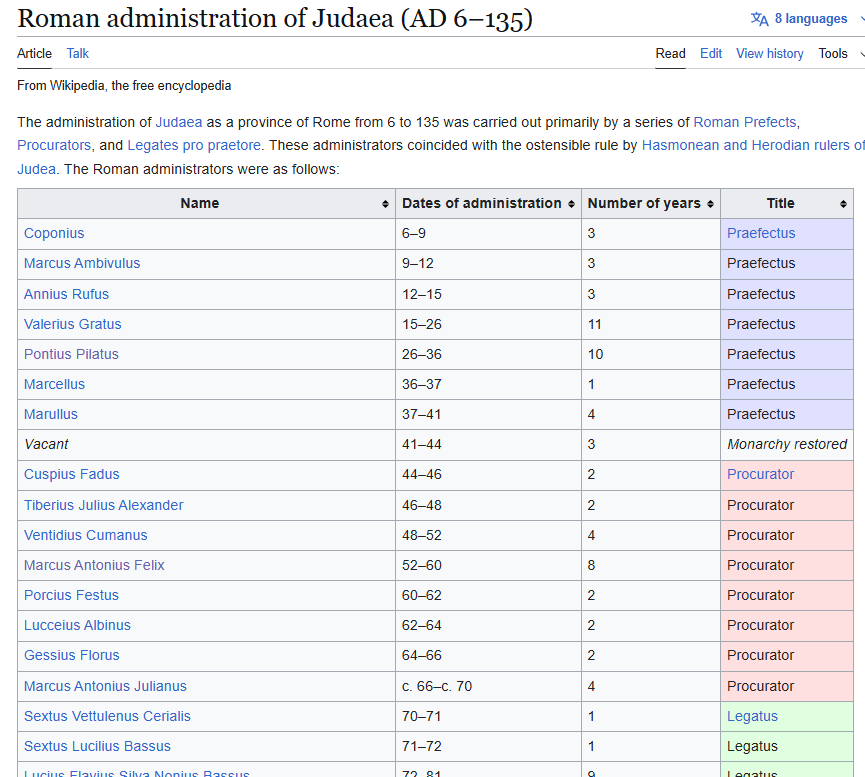 Roman administration of Judaea (AD 6–135)
8 languages
Article Talk Read Edit View history Tools
From Wikipedia, the free encyclopedia
The administration of Judaea as a province of Rome from 6 to 135 was carried out primarily by a series of Roman Prefects,
Procurators, and Legates pro praetore. These administrators coincided with the ostensible rule by Hasmonean and Herodian rulers of
Judea. The Roman administrators were as follows:
Name Dates of administration Number of years Title
Coponius 6–9 3 Praefectus
Marcus Ambivulus 9–12 3 Praefectus
Annius Rufus 12–15 3 Praefectus
Valerius Gratus 15–26 11 Praefectus
Pontius Pilatus 26–36 10 Praefectus
Marcellus 36–37 1 Praefectus
Marullus 37–41 4 Praefectus
Vacant 41–44 3 Monarchy restored
Cuspius Fadus 44–46 2 Procurator
Tiberius Julius Alexander 46–48 2 Procurator
Ventidius Cumanus 48–52 4 Procurator
Marcus Antonius Felix 52–60 8 Procurator
Porcius Festus 60–62 2 Procurator
Lucceius Albinus 62–64 2 Procurator
Gessius Florus 64–66 2 Procurator
Marcus Antonius Julianus c. 66–c. 70 4 Procurator
Sextus Vettulenus Cerialis 70–71 1 Legatus
Sextus Lucilius Bassus 71–72 1 Legatus
Lucius Flavius Silva Nonius Bassus 72–81 9 Legatus